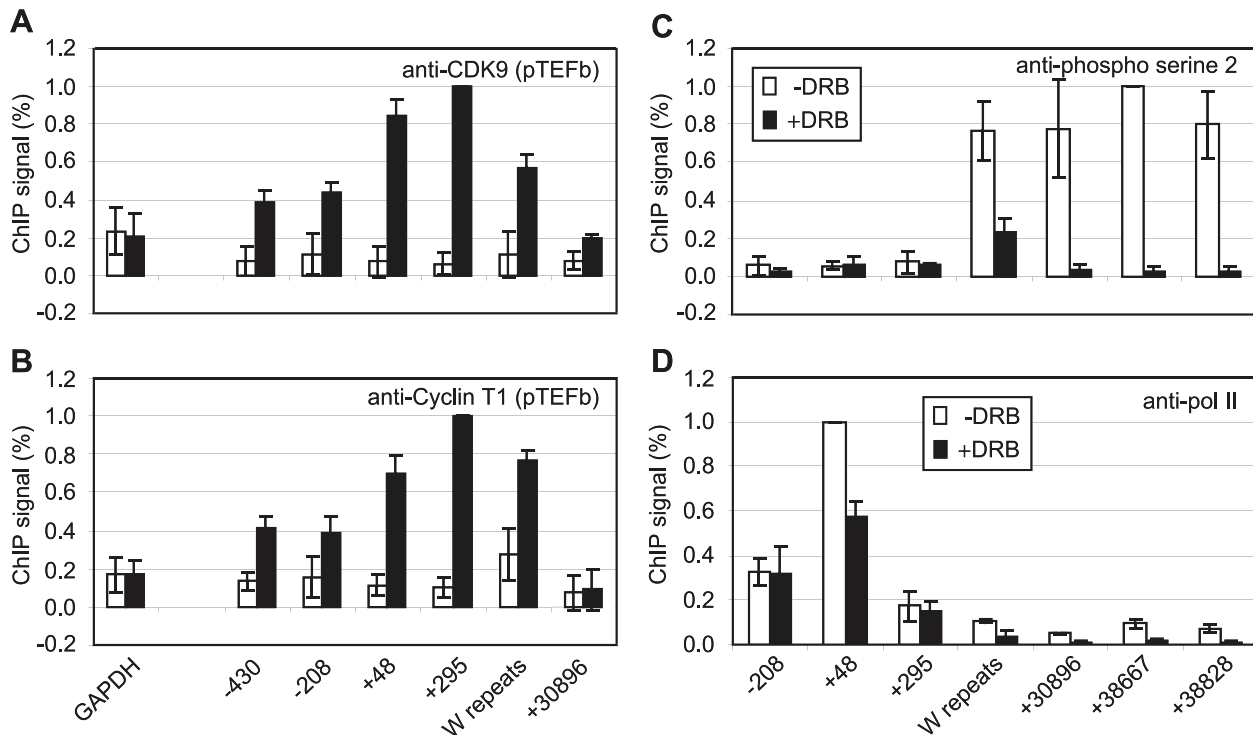 A
anti-CDK9 (pTEFb)
ChIP signal (%)
1.2
1.0
0.8
0.6
0.4
0.2
0.0
-0.2
B
anti-Cyclin T1 (pTEFb)
ChIP signal (%)
1.2
1.0
0.8
0.6
0.4
0.2
0.0
-0.2
GAPDH
-430
-208
+48
+295
W repeats
+30896
C
anti-phospho serine 2
-DRB
+DRB
ChIP signal (%)
1.2
1.0
0.8
0.6
0.4
0.2
0.0
-0.2
D
anti-pol II
-DRB
+DRB
ChIP signal (%)
1.2
1.0
0.8
0.6
0.4
0.2
0.0
-208
+48
+295
W repeats
+30896
+38667
+38828